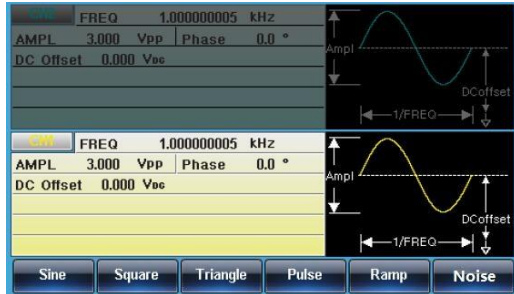 FREQ 1.000000005 kHz
AMPL 3.000 Vpp Phase 0.0 °
DC Offset 0.000 VDC
Ampl
DCoffset
1/FREQ
FREQ 1.000000005 kHz
AMPL 3.000 Vpp Phase 0.0 °
DC Offset 0.000 VDC
Ampl
DCoffset
1/FREQ
Sine Square Triangle Pulse Ramp Noise